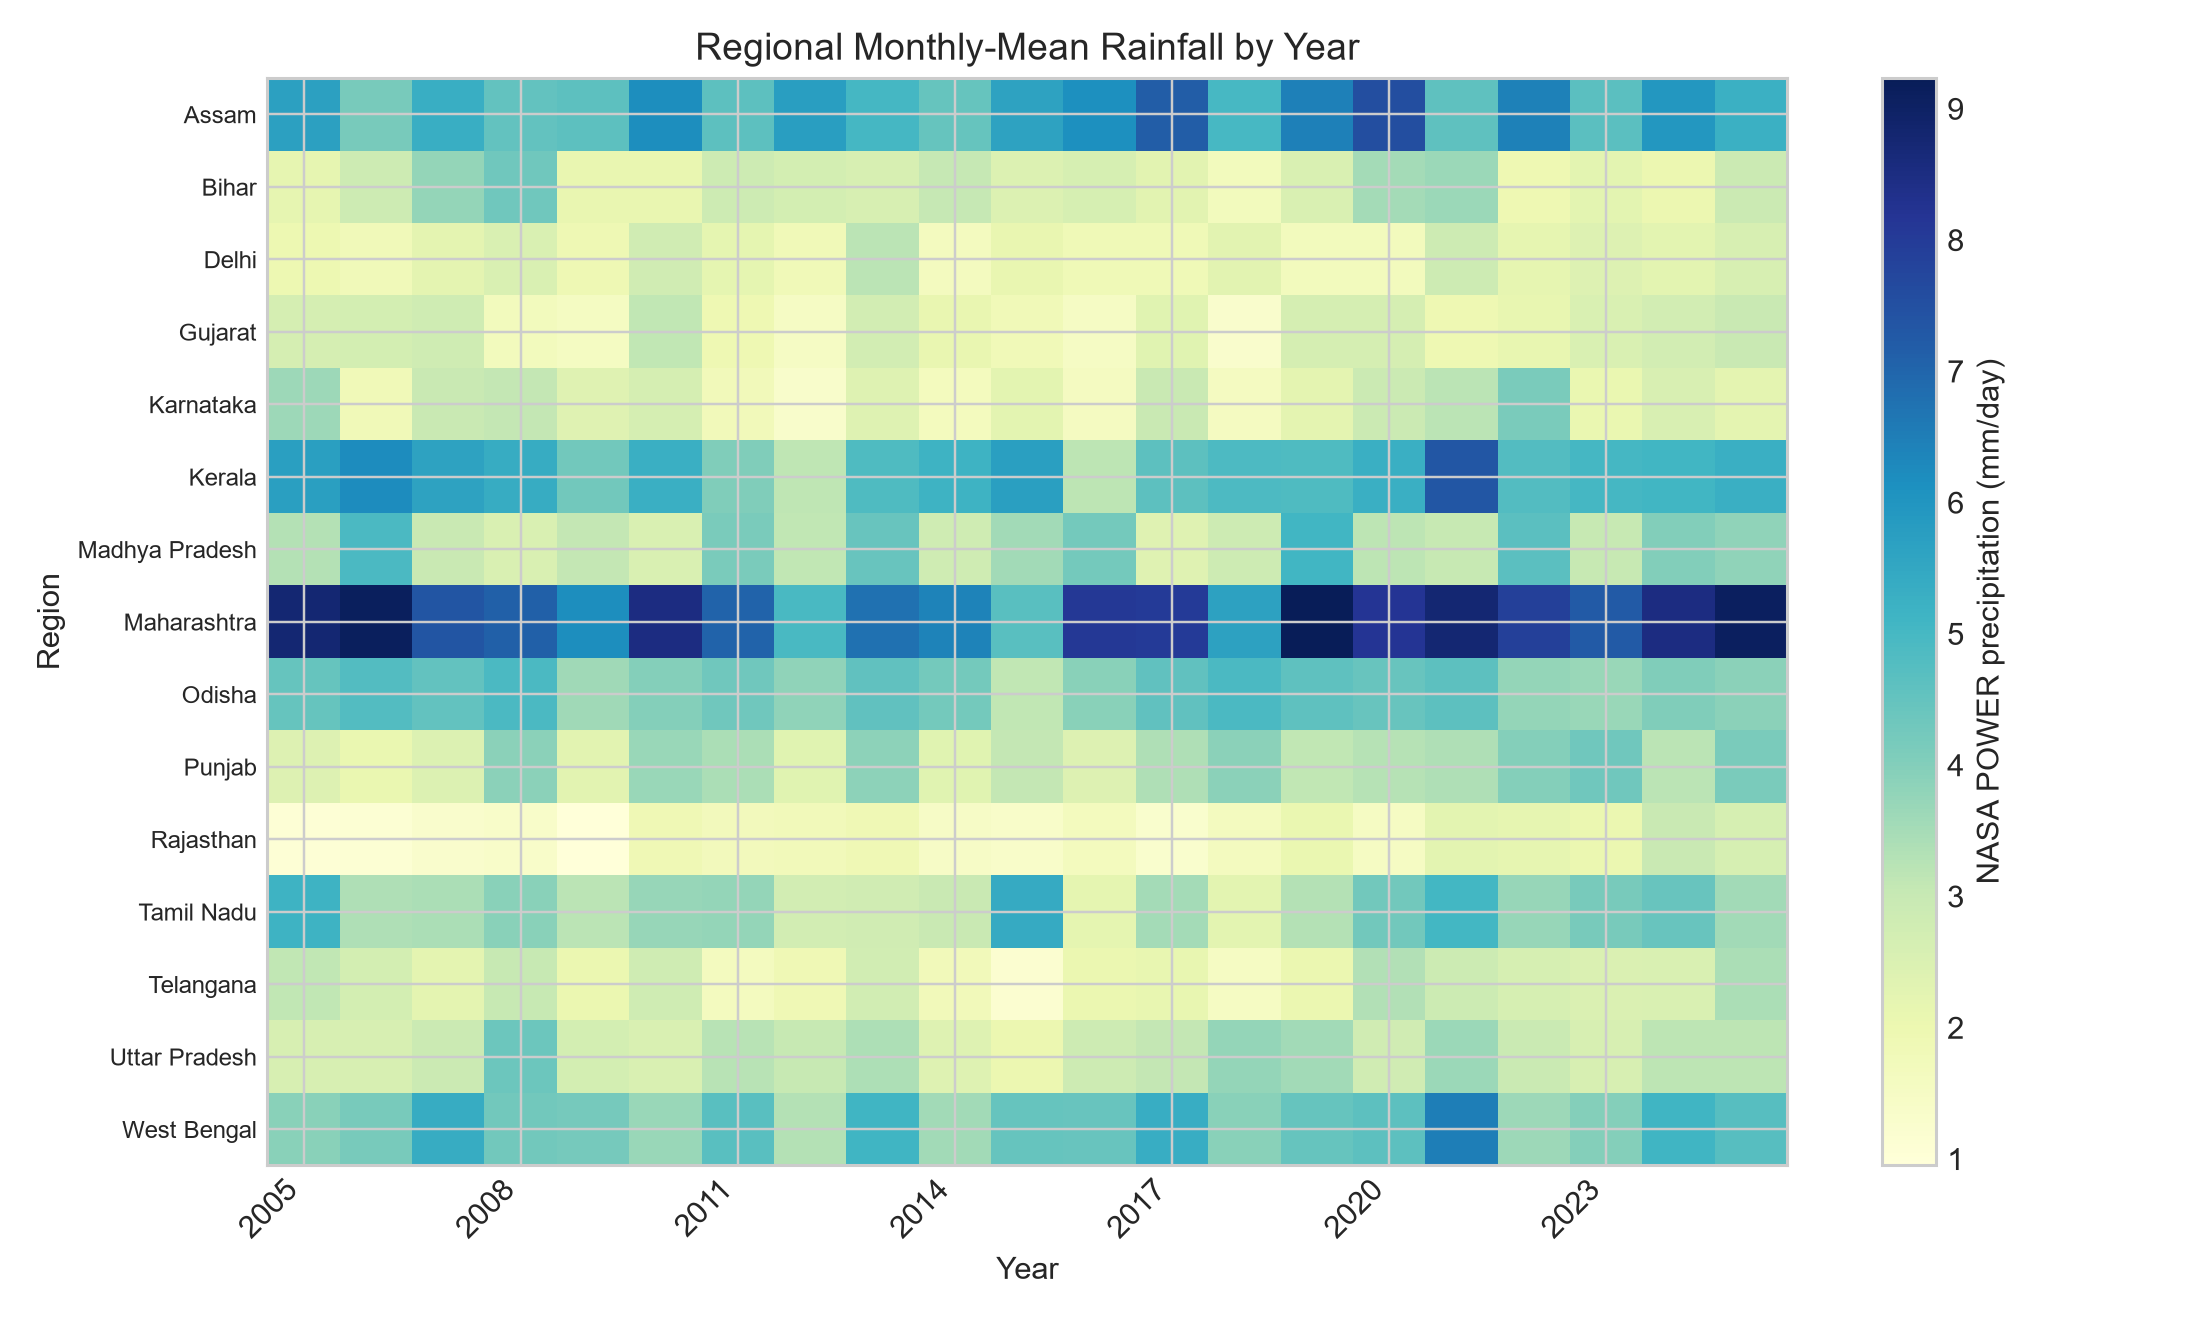 Regional Monthly-Mean Rainfall by Year
Region
Assam
Bihar
Delhi
Gujarat
Karnataka
Kerala
Madhya Pradesh
Maharashtra
Odisha
Punjab
Rajasthan
Tamil Nadu
Telangana
Uttar Pradesh
West Bengal
2005 2008 2011 2014 2017 2020 2023
Year
9
8
7
6
5
4
3
2
1
NASA POWER precipitation (mm/day)